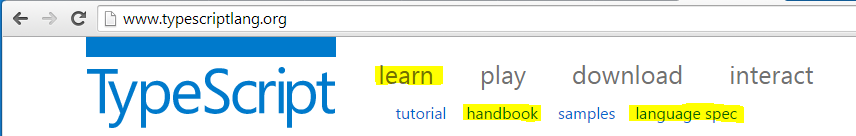 www.typescriptlang.org
TypeScript
learn play download interact
tutorial handbook samples language spec